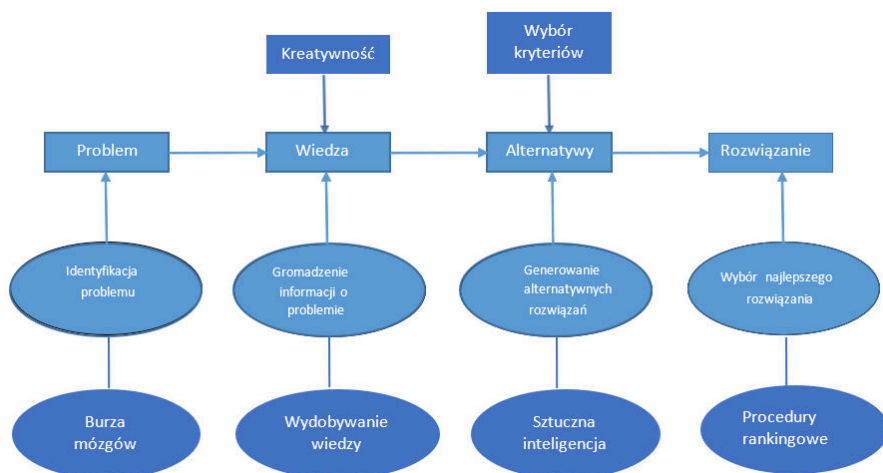 Kreatywność
Wybór
kryteriów
Problem
Wiedza
Alternatywy
Rozwiązanie
Identyfikacja
problemu
Gromadzenie
informacji o
problemie
Generowanie
alternatywnych
rozwiązań
Wybór najlepszego
rozwiązania
Burza
mózgów
Wydobywanie
wiedzy
Sztuczna
inteligencja
Procedury
rankingowe